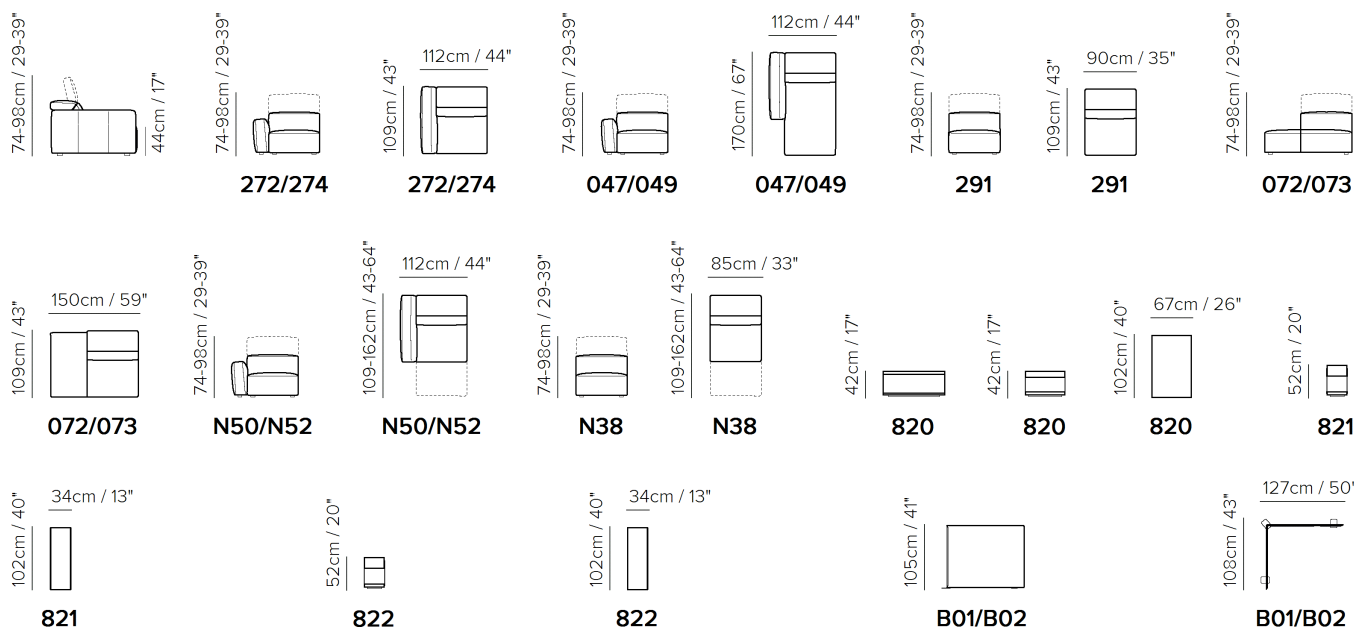 74-98cm / 29-39"
44cm / 17"
74-98cm / 29-39"
272/274
109cm / 43"
112cm / 44"
272/274
74-98cm / 29-39"
047/049
170cm / 67"
112cm / 44"
047/049
74-98cm / 29-39"
291
109cm / 43"
90cm / 35"
291
74-98cm / 29-39"
072/073
109cm / 43"
150cm / 59"
072/073
74-98cm / 29-39"
N50/N52
109-162cm / 43-64"
112cm / 44"
N50/N52
74-98cm / 29-39"
N38
109-162cm / 43-64"
85cm / 33"
N38
42cm / 17"
820
42cm / 17"
820
102cm / 40"
67cm / 26"
820
52cm / 20"
821
102cm / 40"
34cm / 13"
821
52cm / 20"
822
102cm / 40"
34cm / 13"
822
105cm / 41"
B01/B02
108cm / 43"
127cm / 50'
B01/B02